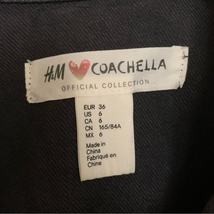 H&M COACHELLA
OFFICIAL COLLECTION
EUR 36
US 6
CA 6
CN 165/84A
MX 6
Made in
China
Fabriqué en
Chine